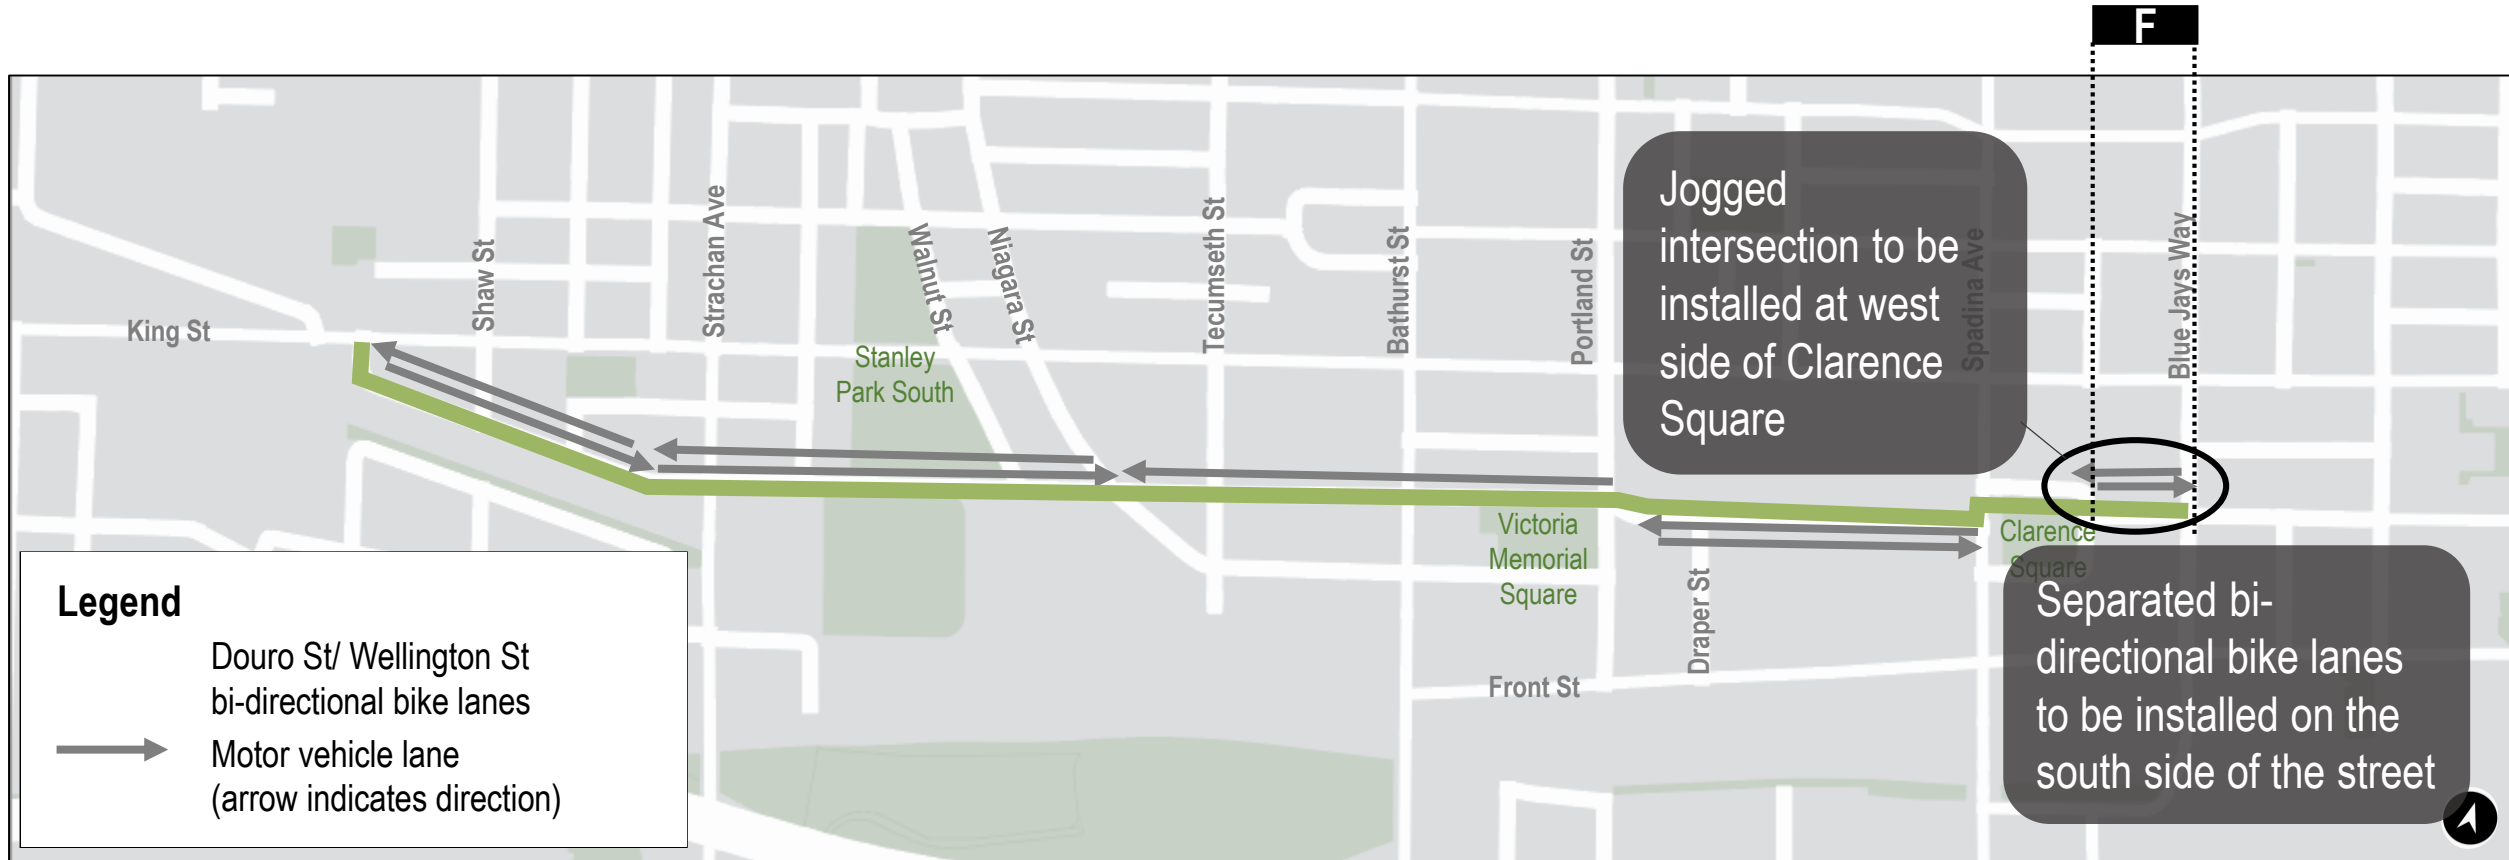 F
Jogged
intersection to be
installed at west
side of Clarence
Square
King St
Shaw St
Strachan Ave
Walnut St
Niagara St
Tecumseth St
Bathurst St
Portland St
Spadina Ave
Blue Jays Way
Stanley
Park South
Victoria
Memorial
Square
Clarence
Square
Draper St
Front St
Separated bi-
directional bike lanes
to be installed on the
south side of the street
Legend
Douro St/ Wellington St
bi-directional bike lanes
Motor vehicle lane
(arrow indicates direction)